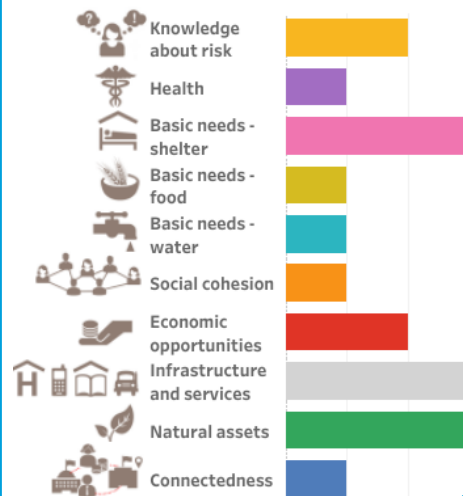 Knowledge
about risk
Health
Basic needs -
shelter
Basic needs -
food
Basic needs -
water
Social cohesion
Economic
opportunities
Infrastructure
and services
Natural assets
Connectedness